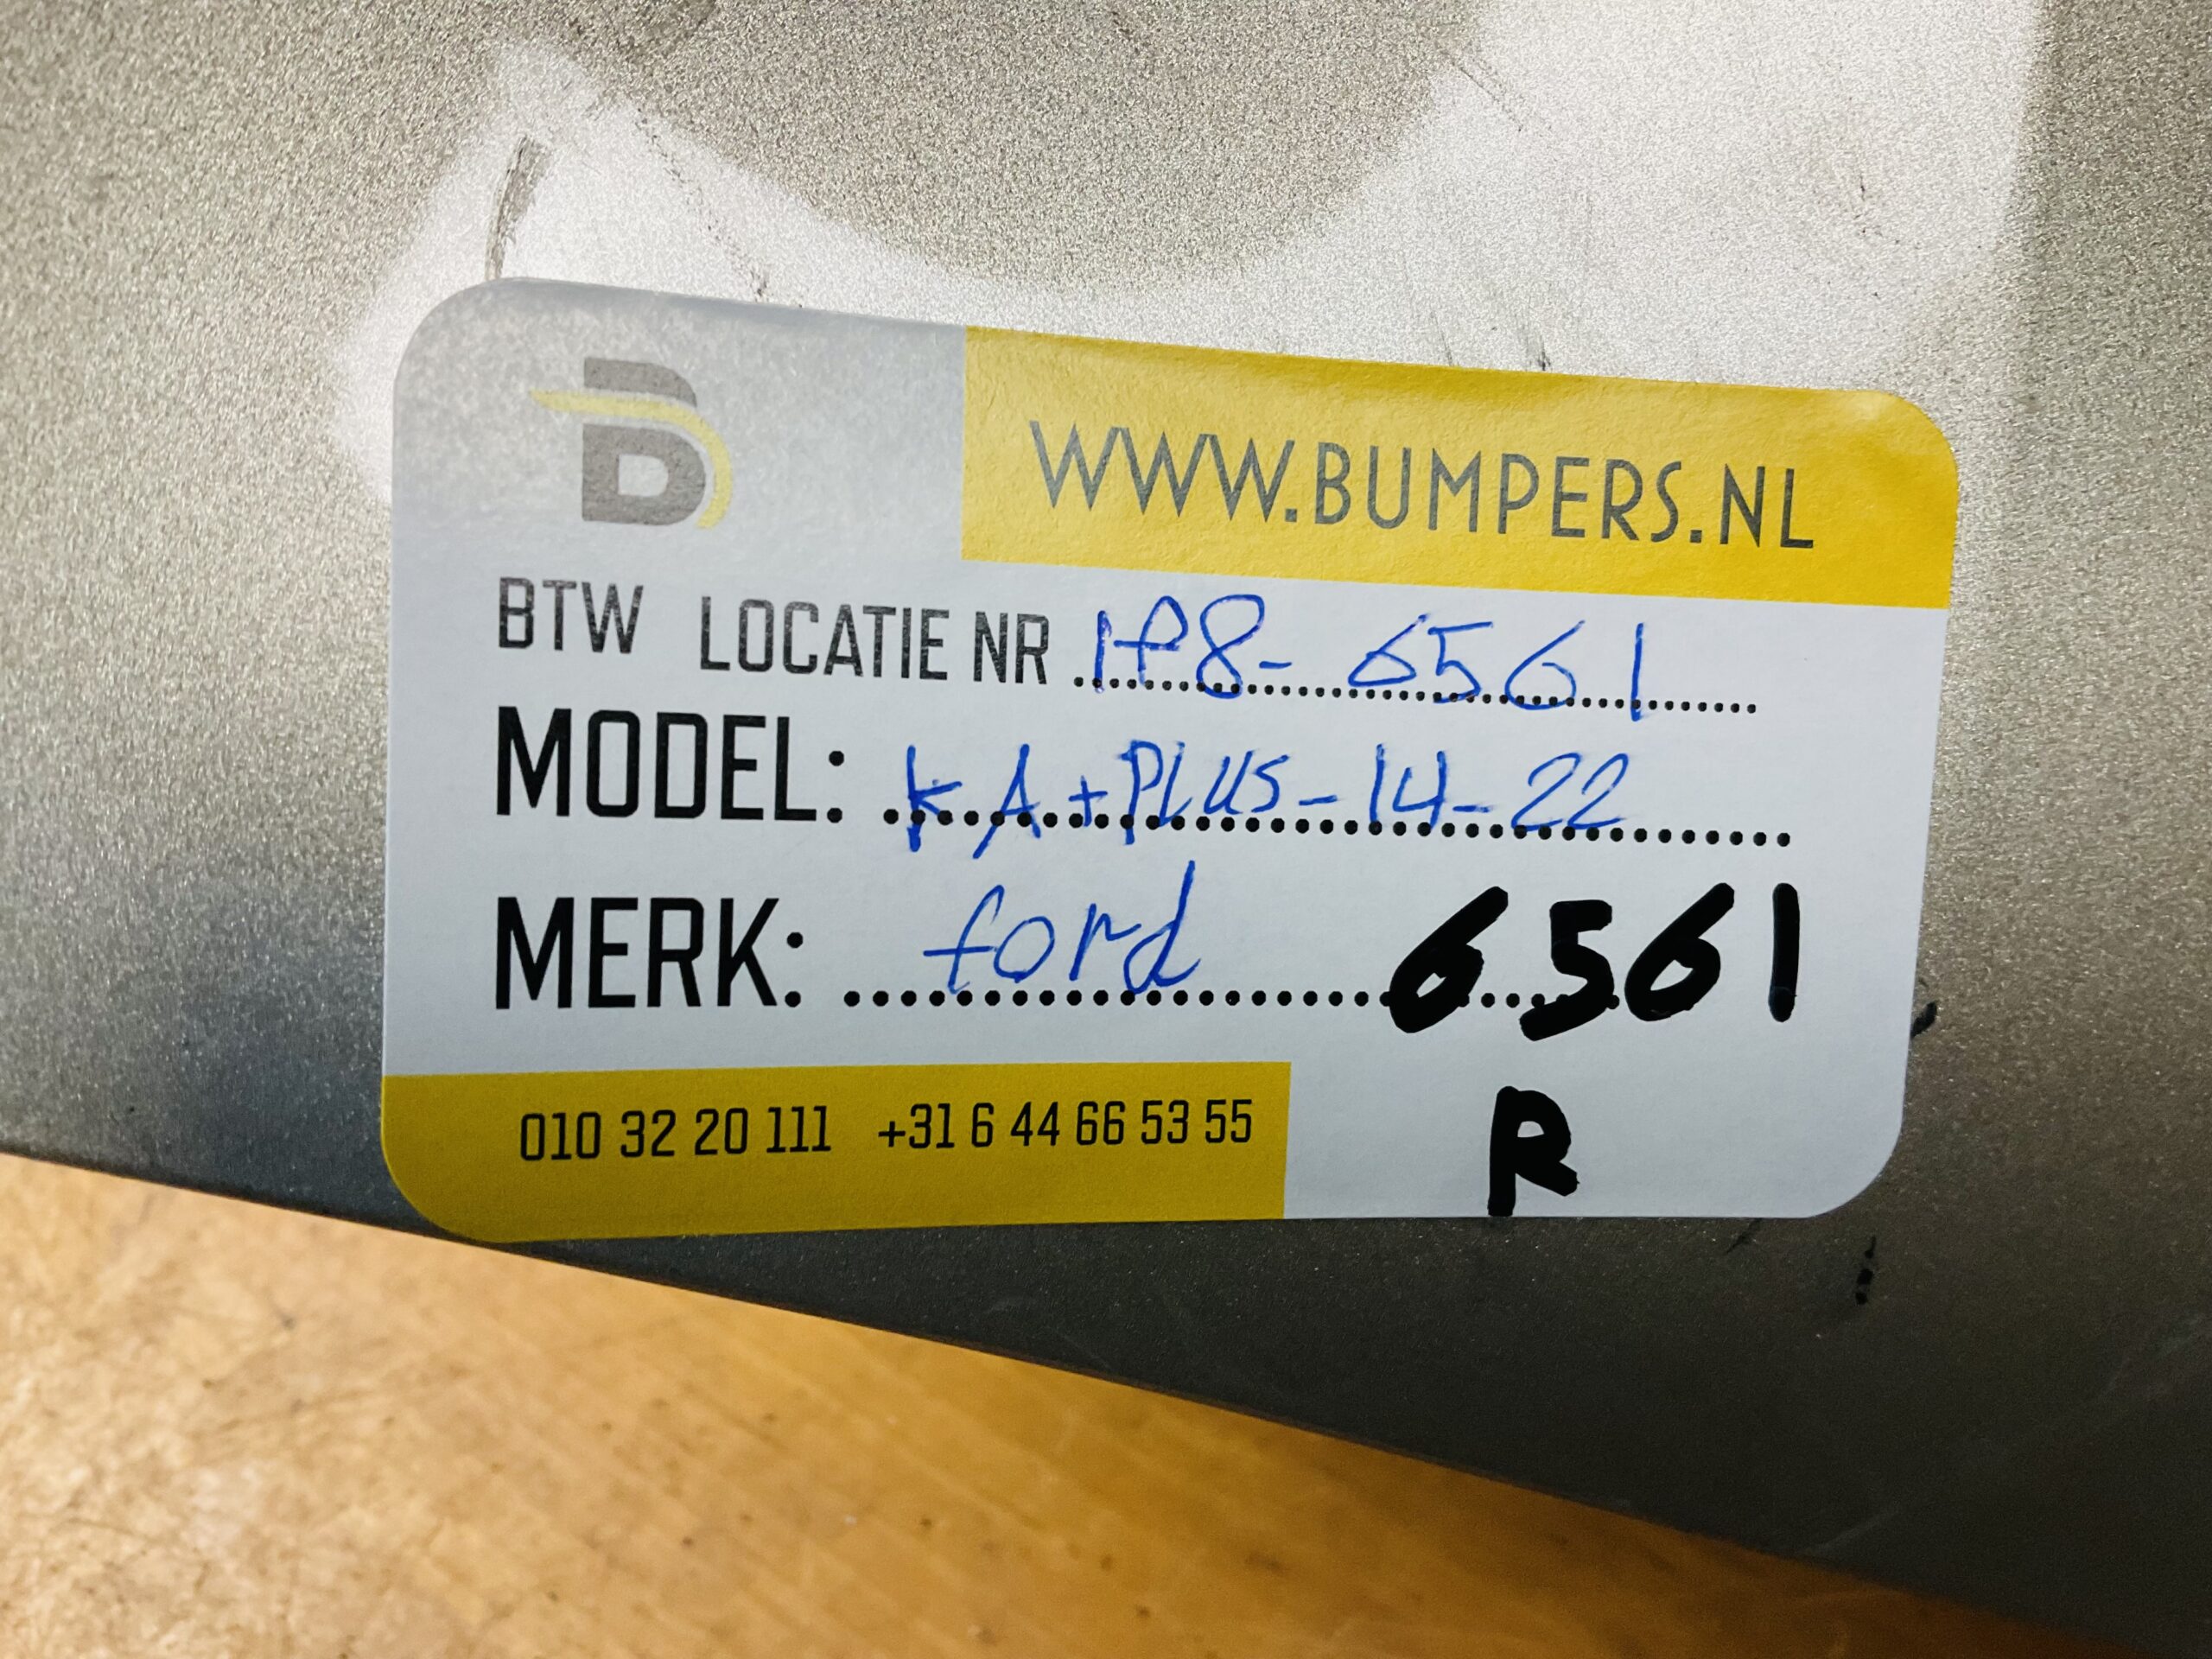 B
WWW.BUMPERS.NL
BTW LOCATIE NR 1P8-6561
MODEL: KA+PLUS-14-22
MERK: ford 6561
010 32 20 111 +31 6 44 66 53 55
R